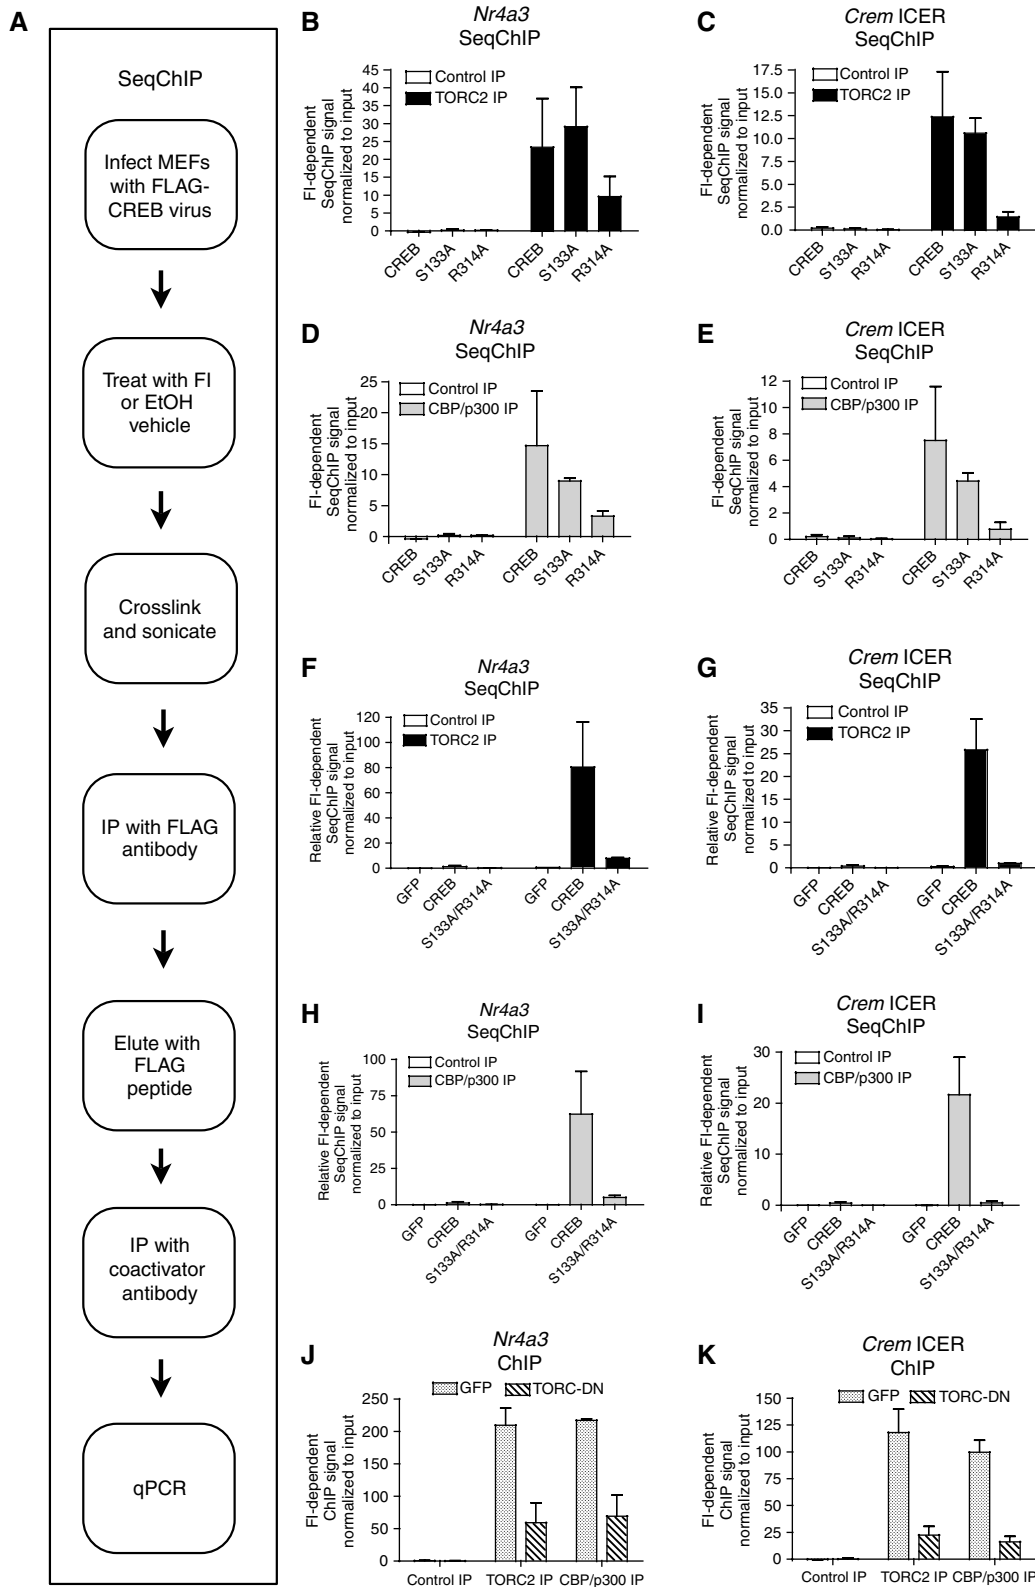 A
SeqChIP
Infect MEFs
with FLAG-
CREB virus
Treat with FI
or EtOH
vehicle
Crosslink
and sonicate
IP with FLAG
antibody
Elute with
FLAG
peptide
IP with
coactivator
antibody
qPCR
B
Nr4a3
SeqChIP
FI-dependent
SeqChIP signal
normalized to input
45
40
35
30
25
20
15
10
5
0
Control IP
TORC2 IP
CREB
S133A
R314A
CREB
S133A
R314A
C
Crem ICER
SeqChIP
FI-dependent
SeqChIP signal
normalized to input
17.5
15.0
12.5
10.0
7.5
5.0
2.5
0.0
Control IP
TORC2 IP
CREB
S133A
R314A
CREB
S133A
R314A
D
Nr4a3
SeqChIP
FI-dependent
SeqChIP signal
normalized to input
25
20
15
10
5
0
Control IP
CBP/p300 IP
CREB
S133A
R314A
CREB
S133A
R314A
E
Crem ICER
SeqChIP
FI-dependent
SeqChIP signal
normalized to input
12
10
8
6
4
2
0
Control IP
CBP/p300 IP
CREB
S133A
R314A
CREB
S133A
R314A
F
Nr4a3
SeqChIP
Relative FI-dependent
SeqChIP signal
normalized to input
120
100
80
60
40
20
0
Control IP
TORC2 IP
GFP
CREB
S133A/R314A
GFP
CREB
S133A/R314A
G
Crem ICER
SeqChIP
Relative FI-dependent
SeqChIP signal
normalized to input
35
30
25
20
15
10
5
0
Control IP
TORC2 IP
GFP
CREB
S133A/R314A
GFP
CREB
S133A/R314A
H
Nr4a3
SeqChIP
Relative FI-dependent
SeqChIP signal
normalized to input
100
75
50
25
0
Control IP
CBP/p300 IP
GFP
CREB
S133A/R314A
GFP
CREB
S133A/R314A
I
Crem ICER
SeqChIP
Relative FI-dependent
SeqChIP signal
normalized to input
30
20
10
0
Control IP
CBP/p300 IP
GFP
CREB
S133A/R314A
GFP
CREB
S133A/R314A
J
Nr4a3
ChIP
FI-dependent
ChIP signal
normalized to input
250
200
150
100
50
0
GFP
TORC-DN
Control IP
TORC2 IP
CBP/p300 IP
K
Crem ICER
ChIP
FI-dependent
ChIP signal
normalized to input
150
125
100
75
50
25
0
GFP
TORC-DN
Control IP
TORC2 IP
CBP/p300 IP